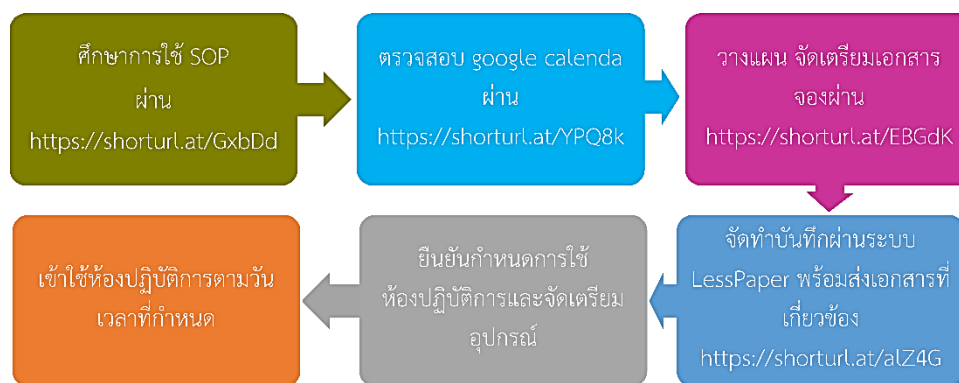 ศึกษาการใช้ SOP
ผ่าน
https://shorturl.at/GxbDd
ตรวจสอบ google calenda
ผ่าน
https://shorturl.at/YPQ8k
วางแผน จัดเตรียมเอกสาร
จองผ่าน
https://shorturl.at/EBGdK
จัดทำบันทึกผ่านระบบ
LessPaper พร้อมส่งเอกสารที่
เกี่ยวข้อง
https://shorturl.at/alZ4G
ยืนยันกำหนดการใช้
ห้องปฏิบัติการและจัดเตรียม
อุปกรณ์
เข้าใช้ห้องปฏิบัติการตามวัน
เวลาที่กำหนด